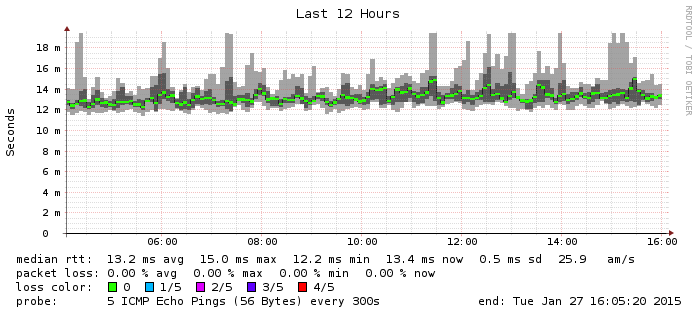 Last 12 Hours
RRDTOOL / TOBI OETIKER
Seconds
18 m
16 m
14 m
12 m
10 m
8 m
6 m
4 m
2 m
0
06:00 08:00 10:00 12:00 14:00 16:00
median rtt: 13.2 ms avg 15.0 ms max 12.2 ms min 13.4 ms now 0.5 ms sd 25.9 am/s
packet loss: 0.00 % avg 0.00 % max 0.00 % min 0.00 % now
loss color: 0 1/5 2/5 3/5 4/5
probe: 5 ICMP Echo Pings (56 Bytes) every 300s end: Tue Jan 27 16:05:20 2015